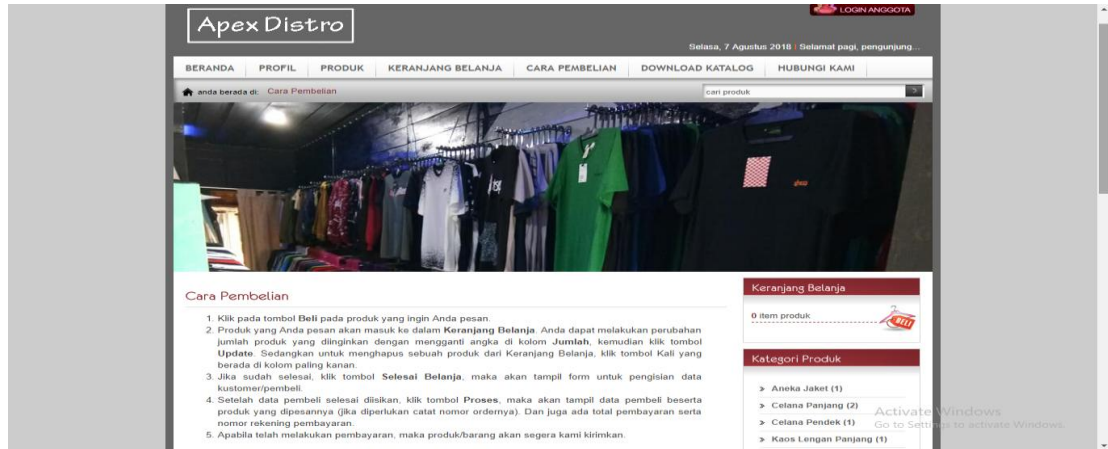 LOGIN ANGGOTA
Apex Distro
Selasa, 7 Agustus 2018 | Selamat pagi, pengunjung...
BERANDA PROFIL PRODUK KERANJANG BELANJA CARA PEMBELIAN DOWNLOAD KATALOG HUBUNGI KAMI
anda berada di: Cara Pembelian
cari produk
Cara Pembelian
1. Klik pada tombol Beli pada produk yang ingin Anda pesan.
2. Produk yang Anda pesan akan masuk ke dalam Keranjang Belanja. Anda dapat melakukan perubahan
jumlah produk yang diinginkan dengan mengganti angka di kolom Jumlah, kemudian klik tombol
Update. Sedangkan untuk menghapus sebuah produk dari Keranjang Belanja, klik tombol Kali yang
berada di kolom paling kanan.
3. Jika sudah selesai, klik tombol Selesai Belanja, maka akan tampil form untuk pengisian data
kustomer/pembeli.
4. Setelah data pembeli selesai diisikan, klik tombol Proses, maka akan tampil data pembeli beserta
produk yang dipesannya (jika diperlukan catat nomor ordernya). Dan juga ada total pembayaran serta
nomor rekening pembayaran.
5. Apabila telah melakukan pembayaran, maka produk/barang akan segera kami kirimkan.
Keranjang Belanja
0 item produk
BELI
Kategori Produk
Aneka Jaket (1)
Celana Panjang (2)
Celana Pendek (1)
Kaos Lengan Panjang (1)
Activate Windows
Go to Settings to activate Windows.